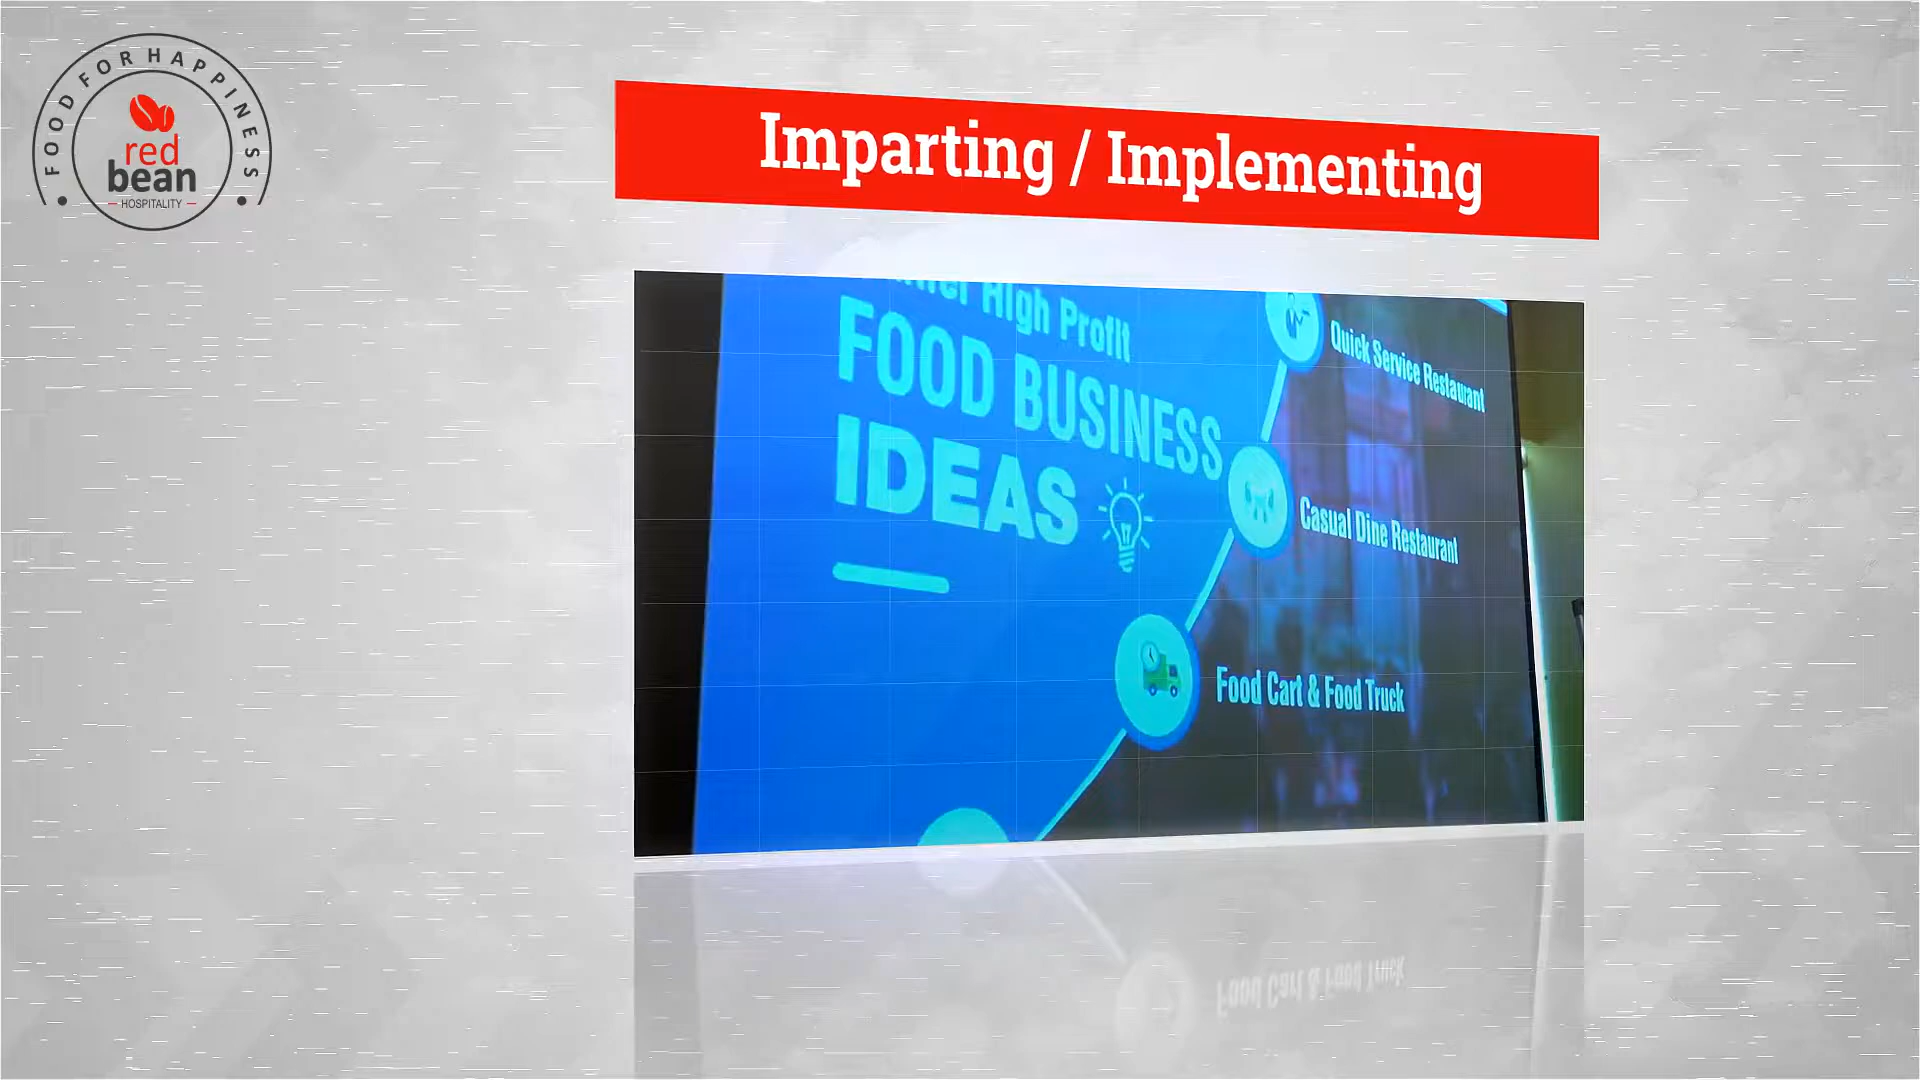 FOOD FOR HAPPINESS
red
bean
HOSPITALITY
Imparting / Implementing
High Profit
FOOD BUSINESS
IDEAS
Quick Service Restaurant
Casual Dine Restaurant
Food Cart & Food Truck